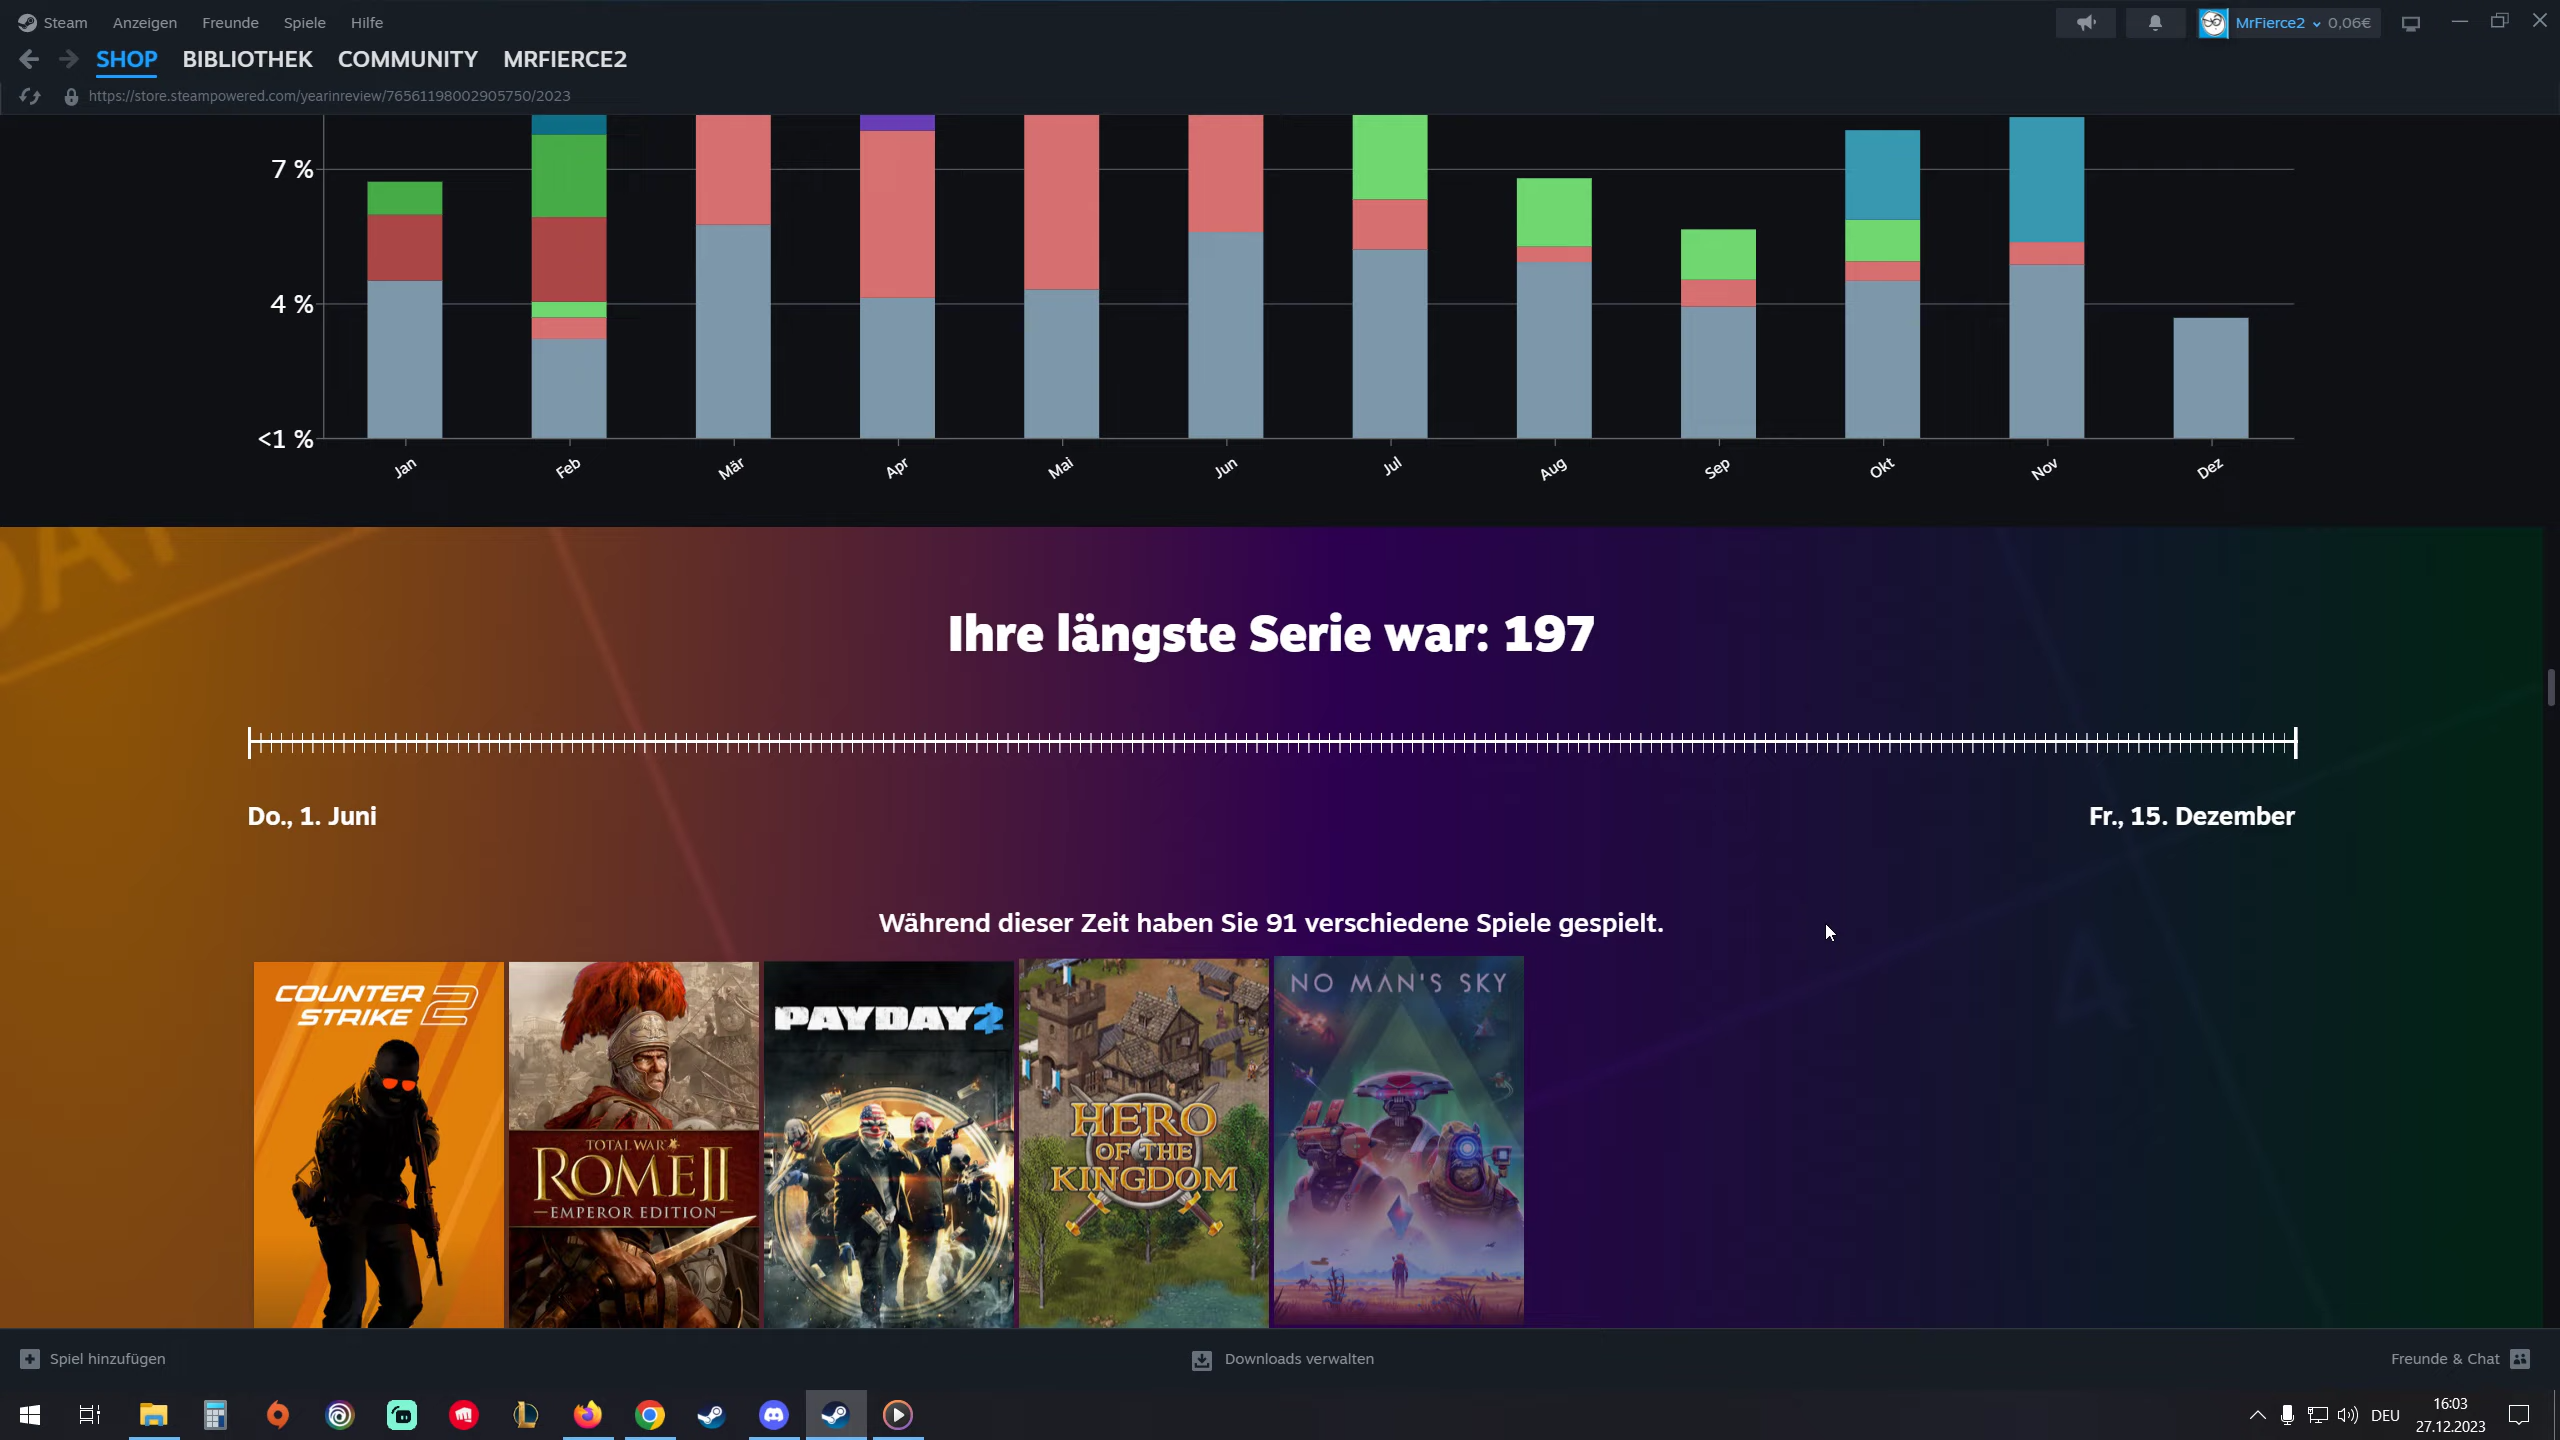 Steam Anzeigen Freunde Spiele Hilfe
MrFierce2 0,06€
SHOP BIBLIOTHEK COMMUNITY MRFIERCE2
https://store.steampowered.com/yearinreview/76561198002905750/2023
7 %
4 %
<1 %
Jan Feb Mär Apr Mai Jun Jul Aug Sep Okt Nov Dez
DAY
Ihre längste Serie war: 197
Do., 1. Juni
Fr., 15. Dezember
Während dieser Zeit haben Sie 91 verschiedene Spiele gespielt.
COUNTER
STRIKE 2
TOTAL WAR
ROME II
EMPEROR EDITION
PAYDAY 2
HERO
OF THE
KINGDOM
NO MAN'S SKY
4
Spiel hinzufügen
Downloads verwalten
Freunde & Chat
DEU
16:03
27.12.2023